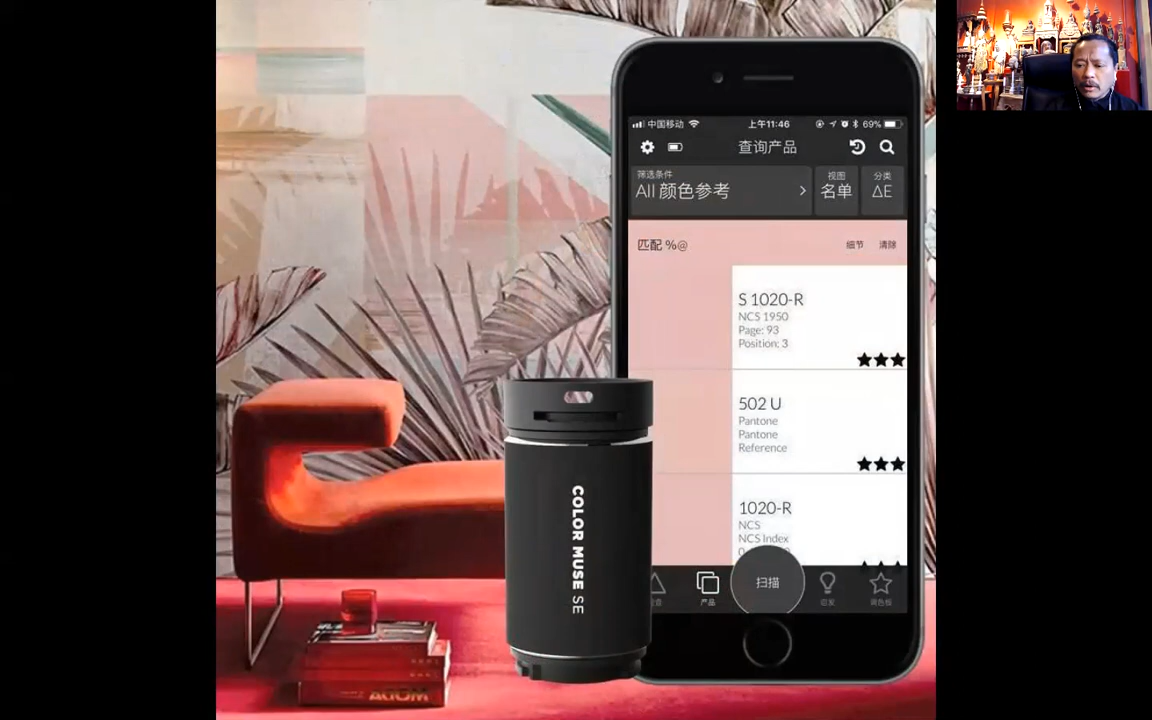 中国移动
上午11:46
69%
查询产品
筛选条件
All 颜色参考
视图
名单
分类
ΔE
匹配 %@
细节
清除
S 1020-R
NCS 1950
Page: 93
Position: 3
502 U
Pantone
Pantone
Reference
1020-R
NCS
NCS Index
产品
扫描
调色板
COLOR MUSE SE